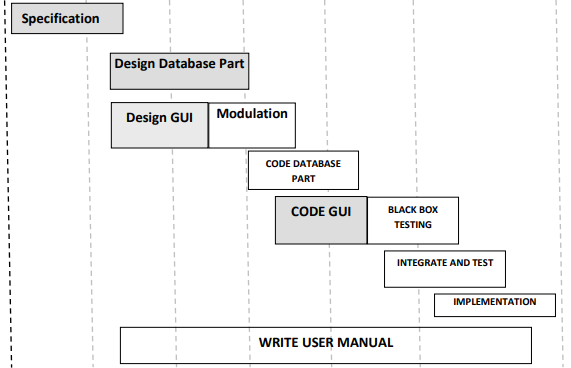 Specification
Design Database Part
Design GUI
Modulation
CODE DATABASE
PART
CODE GUI
BLACK BOX
TESTING
INTEGRATE AND TEST
IMPLEMENTATION
WRITE USER MANUAL